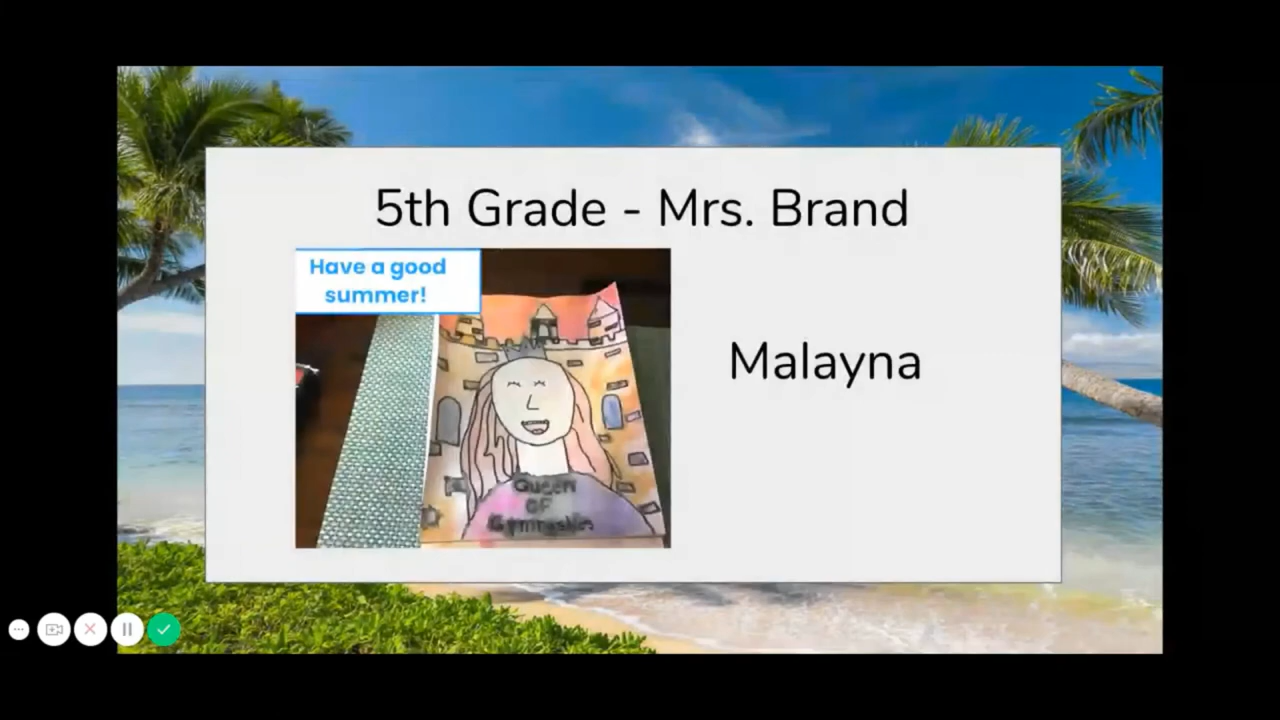 5th Grade - Mrs. Brand
Have a good
summer!
Malayna
Queen
OF
Gymnastics